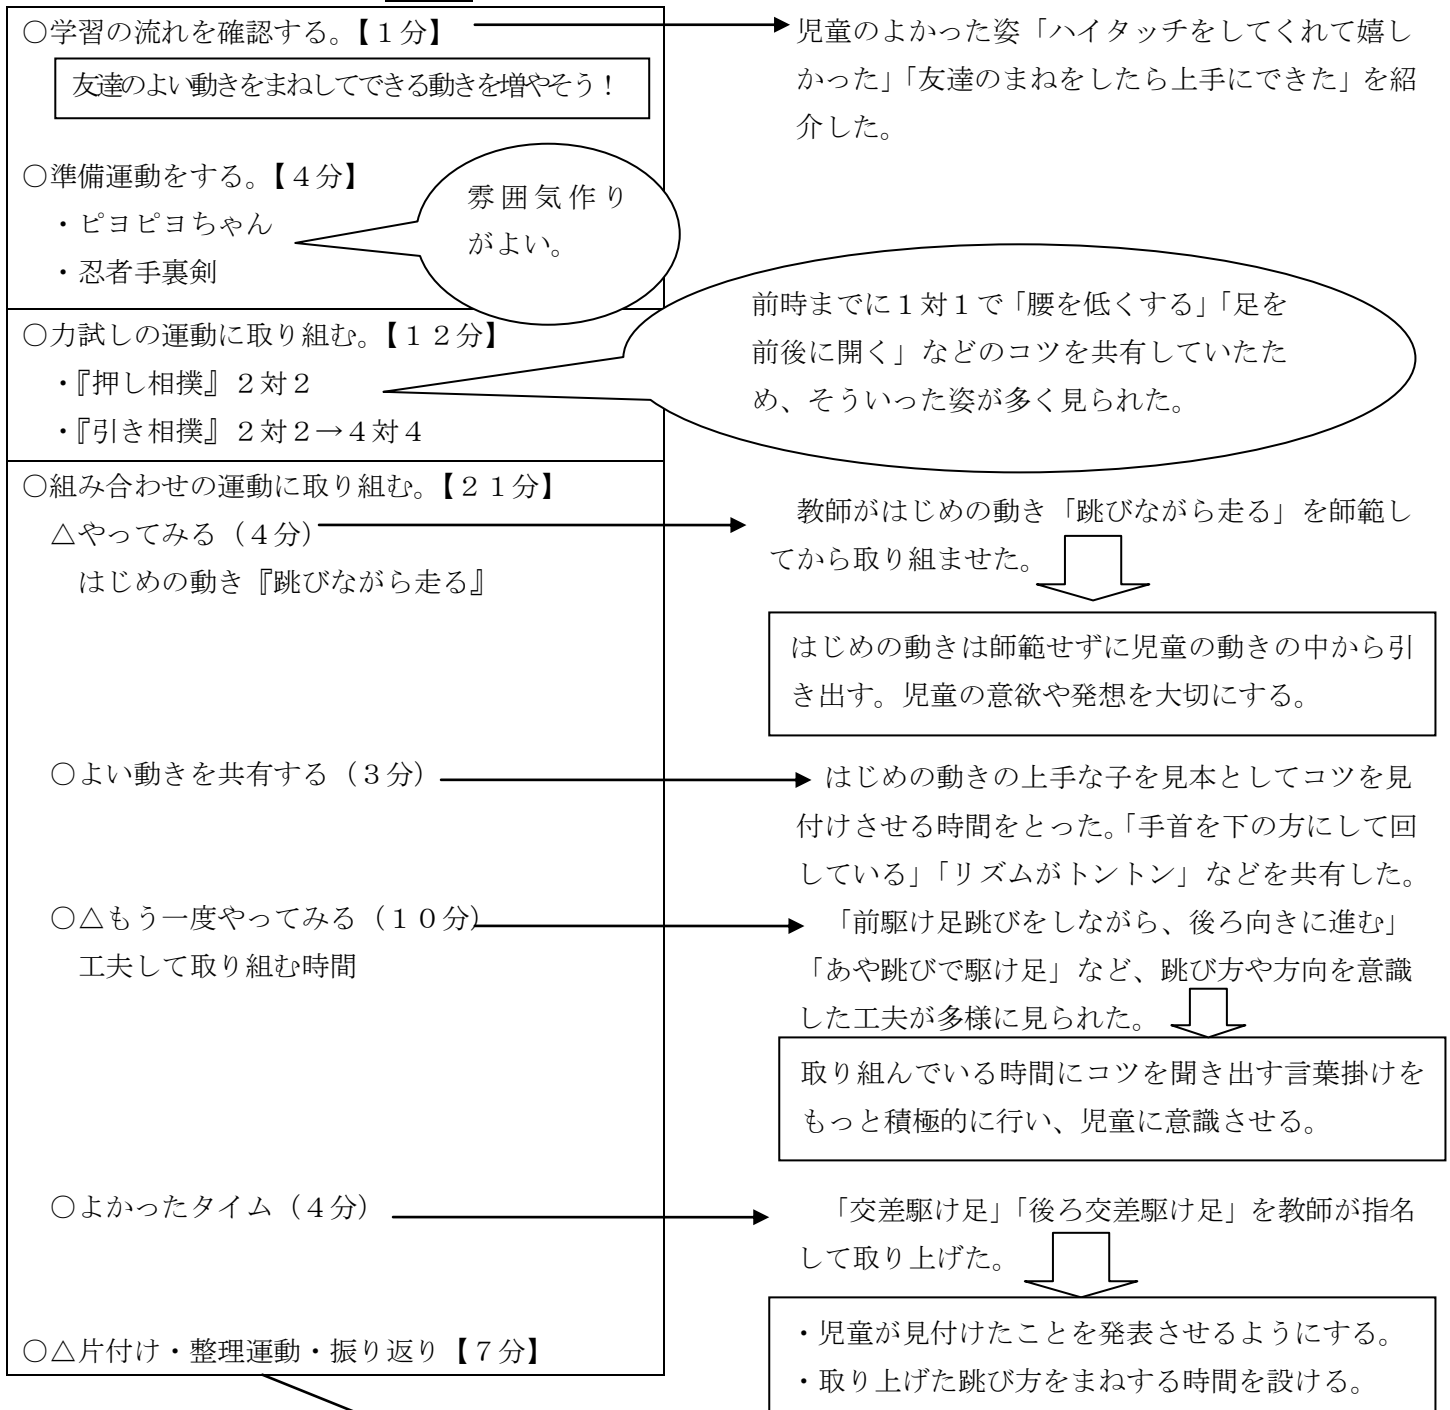 ○学習の流れを確認する。【１分】
友達のよい動きをまねしてできる動きを増やそう！
○準備運動をする。【４分】
・ピヨピヨちゃん
・忍者手裏剣
雰囲気作り
がよい。
児童のよかった姿「ハイタッチをしてくれて嬉し
かった」「友達のまねをしたら上手にできた」を紹
介した。
○力試しの運動に取り組む。【１２分】
・『押し相撲』２対２
・『引き相撲』２対２→４対４
前時までに１対１で「腰を低くする」「足を
前後に開く」などのコツを共有していたた
め、そういった姿が多く見られた。
○組み合わせの運動に取り組む。【２１分】
△やってみる（４分）
はじめの動き『跳びながら走る』
教師がはじめの動き「跳びながら走る」を師範し
てから取り組ませた。
はじめの動きは師範せずに児童の動きの中から引
き出す。児童の意欲や発想を大切にする。
○よい動きを共有する（３分）
はじめの動きの上手な子を見本としてコツを見
付けさせる時間をとった。「手首を下の方にして回
している」「リズムがトントン」などを共有した。
○△もう一度やってみる（１０分）
工夫して取り組む時間
「前駆け足跳びをしながら、後ろ向きに進む」
「あや跳びで駆け足」など、跳び方や方向を意識
した工夫が多様に見られた。
取り組んでいる時間にコツを聞き出す言葉掛けを
もっと積極的に行い、児童に意識させる。
○よかったタイム（４分）
「交差駆け足」「後ろ交差駆け足」を教師が指名
して取り上げた。
・児童が見付けたことを発表させるようにする。
・取り上げた跳び方をまねする時間を設ける。
○△片付け・整理運動・振り返り【７分】